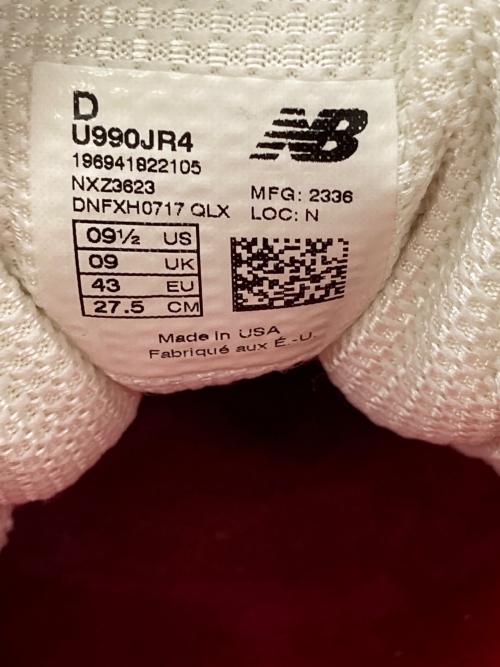 D
U990JR4
196941822105
NXZ3623
DNFXH0717 QLX
NB
MFG: 2336
LOC: N
09½ US
09 UK
43 EU
27.5 CM
Made in USA
Fabriqué aux É.-U.